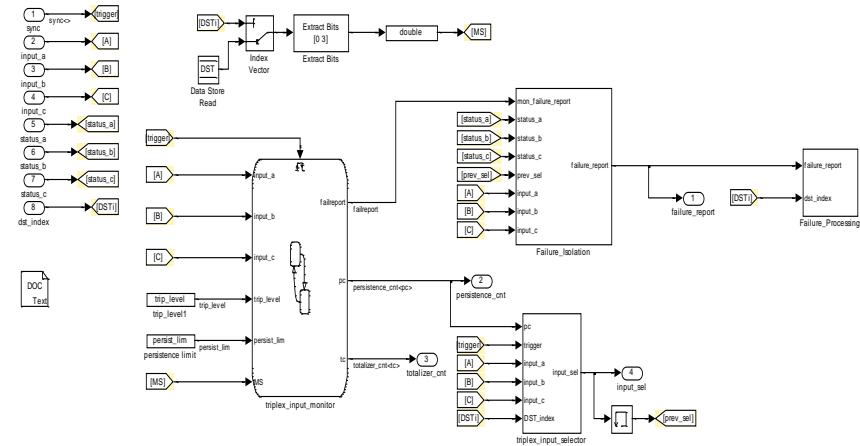 1
sync
sync<>
[trigger]
2
input_a
[A]
3
input_b
[B]
4
input_c
[C]
5
status_a
[status_a]
6
status_b
[status_b]
7
status_c
[status_c]
8
dst_index
[DSTi]
DOC
Text
[DSTi]
DST
Data Store
Read
Index
Vector
Extract Bits
[0 3]
Extract Bits
double
[MS]
[trigger]
[A]
[B]
[C]
trip_level
trip_level1
trip_level
persist_lim
persistence limit
persist_lim
[MS]
input_a
input_b
input_c
trip_level
persist_lim
MS
failreport
pc
tc
triplex_input_monitor
failreport
persistence_cnt<pc>
totalizer_cnt<tc>
2
persistence_cnt
3
totalizer_cnt
[status_a]
[status_b]
[status_c]
[prev_sel]
[A]
[B]
[C]
mon_failure_report
status_a
status_b
status_c
prev_sel
input_a
input_b
input_c
failure_report
Failure_Isolation
1
failure_report
[DSTi]
failure_report
dst_index
Failure_Processing
[trigger]
[A]
[B]
[C]
[DSTi]
pc
trigger
input_a
input_b
input_c
DST_index
input_sel
triplex_input_selector
4
input_sel
[prev_sel]